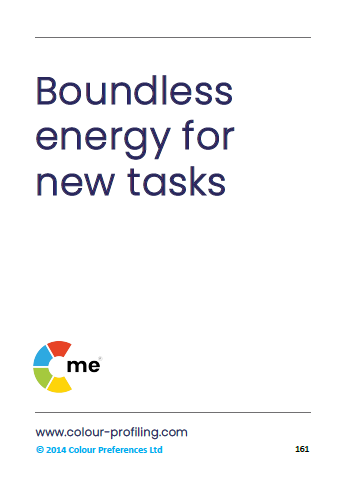 Boundless
energy for
new tasks
me®
www.colour-profiling.com
© 2014 Colour Preferences Ltd
161